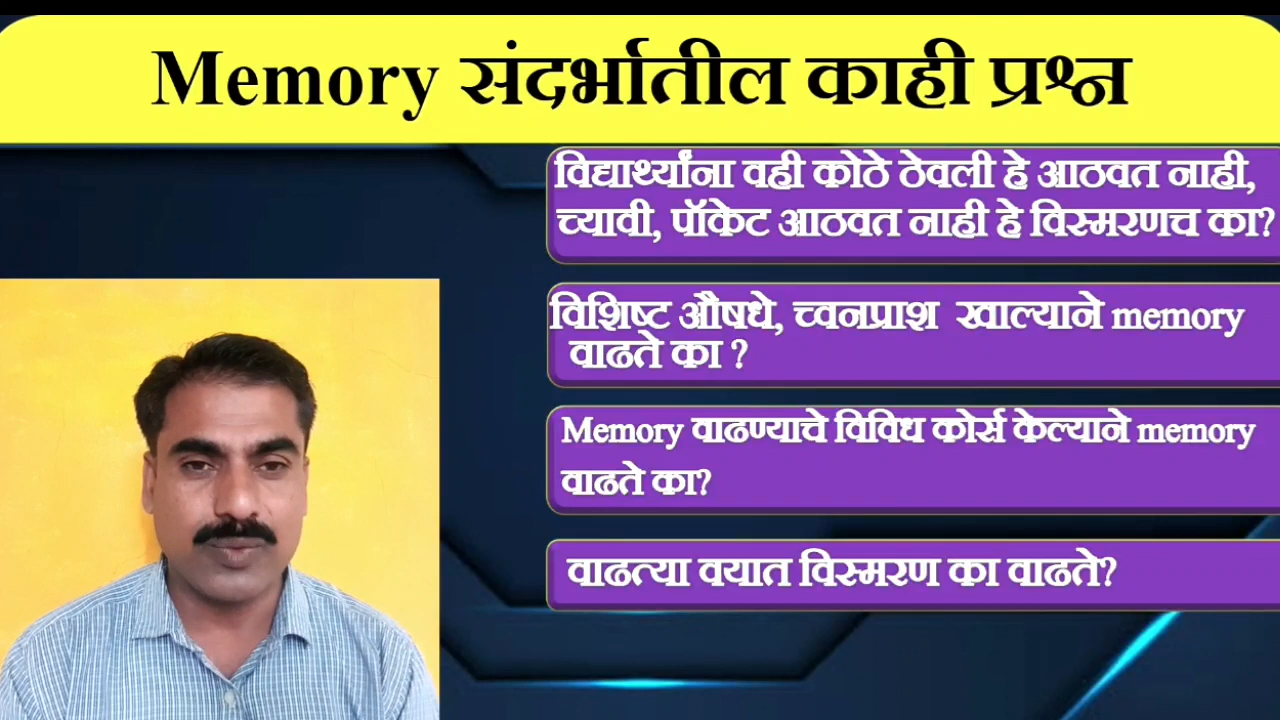 Memory संदर्भातील काही प्रश्न
विद्यार्थ्यांना वही कोठे ठेवली हे आठवत नाही,
च्यावी, पॉकेट आठवत नाही हे विस्मरणच का?
विशिष्ट औषधे, च्वनप्राश खाल्याने memory
वाढते का ?
Memory वाढण्याचे विविध कोर्स केल्याने memory
वाढते का?
वाढत्या वयात विस्मरण का वाढते?